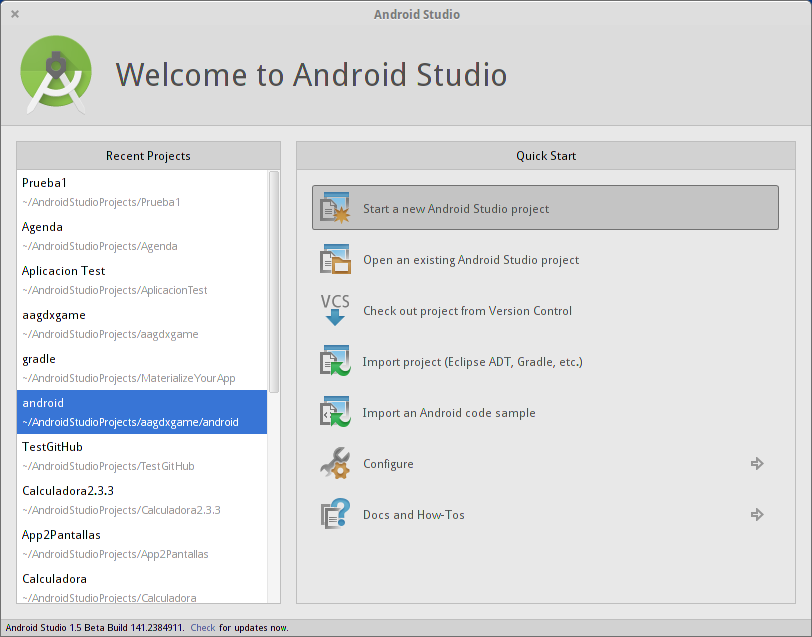 Android Studio
Welcome to Android Studio
Recent Projects
Prueba1
~/AndroidStudioProjects/Prueba1
Agenda
~/AndroidStudioProjects/Agenda
Aplicacion Test
~/AndroidStudioProjects/AplicacionTest
aagdxgame
~/AndroidStudioProjects/aagdxgame
gradle
~/AndroidStudioProjects/MaterializeYourApp
android
~/AndroidStudioProjects/aagdxgame/android
TestGitHub
~/AndroidStudioProjects/TestGitHub
Calculadora2.3.3
~/AndroidStudioProjects/Calculadora2.3.3
App2Pantallas
~/AndroidStudioProjects/App2Pantallas
Calculadora
~/AndroidStudioProjects/Calculadora
Quick Start
Start a new Android Studio project
Open an existing Android Studio project
VCS
Check out project from Version Control
Import project (Eclipse ADT, Gradle, etc.)
Import an Android code sample
Configure
Docs and How-Tos
Android Studio 1.5 Beta Build 141.2384911. Check for updates now.